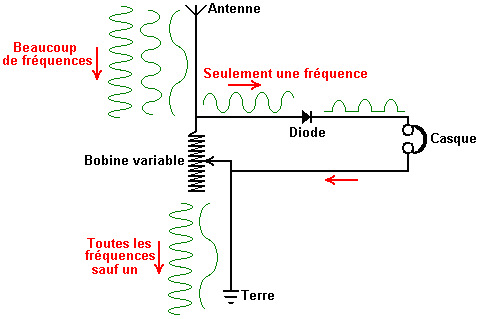 Antenne
Beaucoup
de fréquences
Seulement une fréquence
Diode
Casque
Bobine variable
Toutes les
fréquences
sauf un
Terre